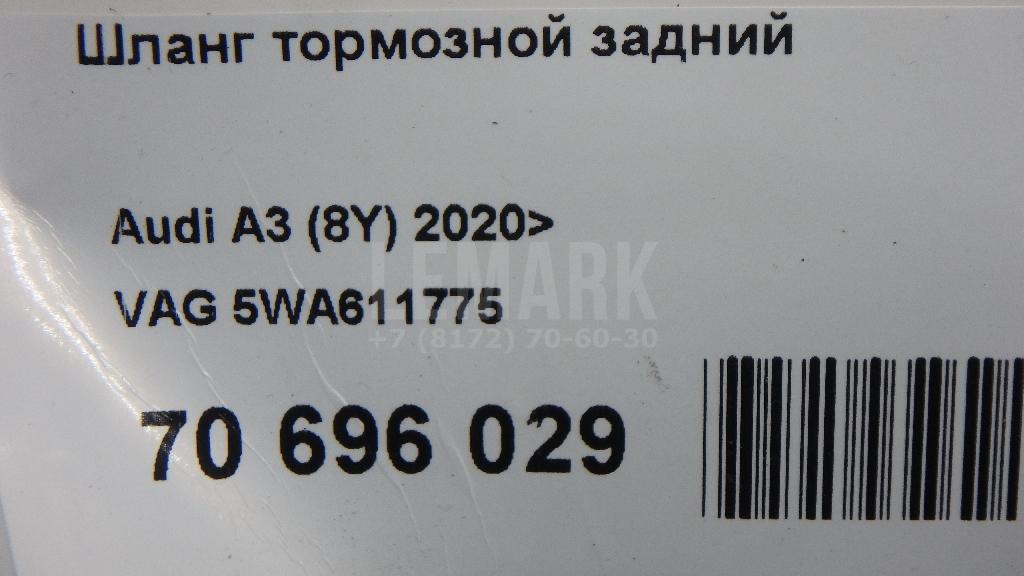 Шланг тормозной задний
Audi A3 (8Y) 2020>
LEMARK
VAG 5WA611775
+7 (8172) 70-60-30
70 696 029